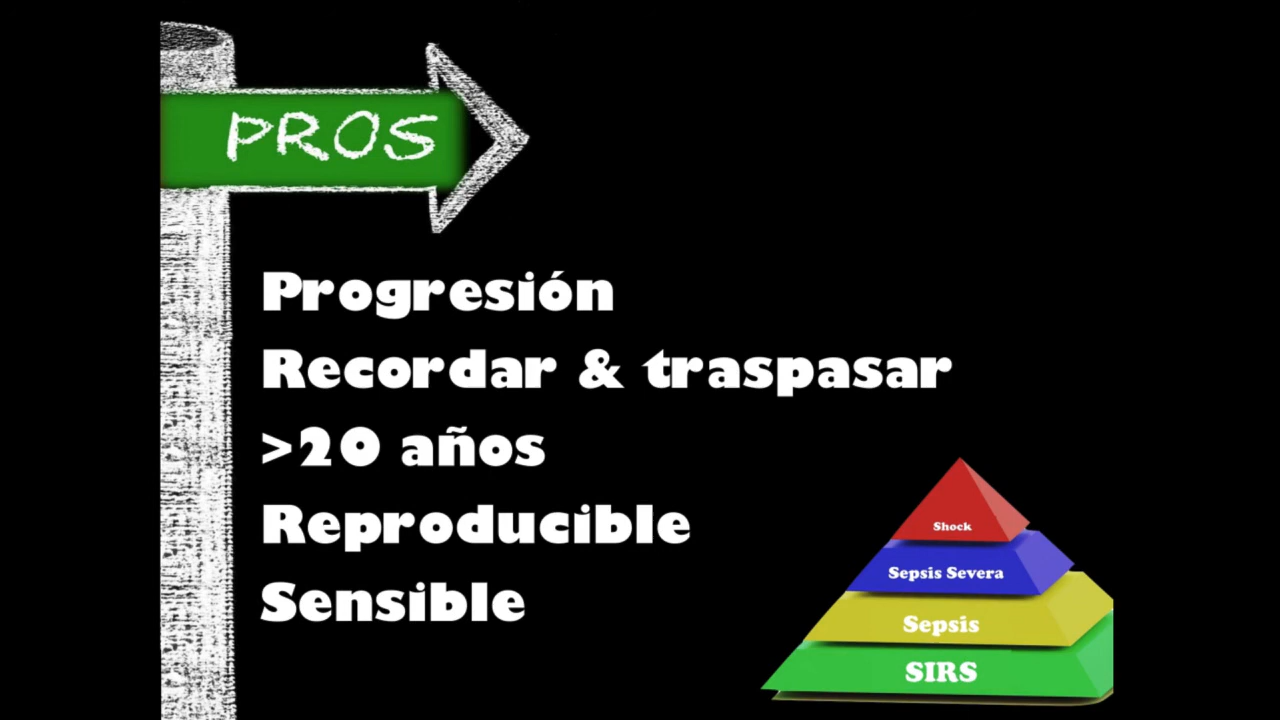 PROS
Progresión
Recordar & traspasar
>20 años
Reproducible
Sensible
Shock
Sepsis Severa
Sepsis
SIRS